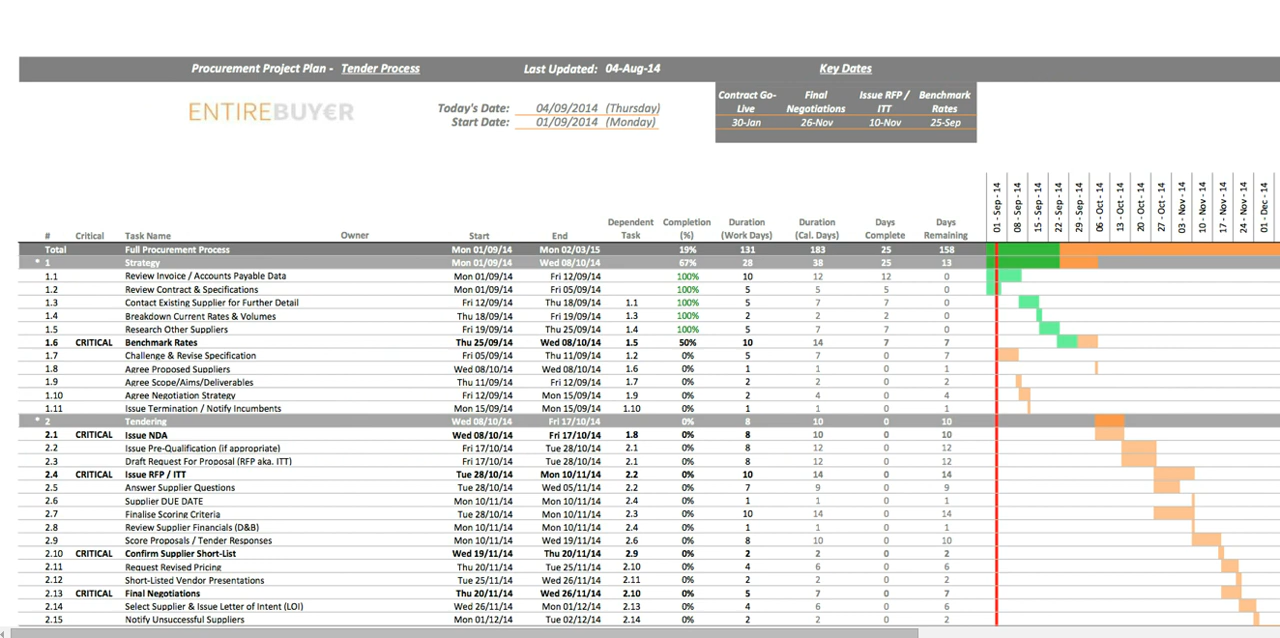 Procurement Project Plan - Tender Process Last Updated: 04-Aug-14 Key Dates
ENTIREBUY€R
Today's Date: 04/09/2014 (Thursday)
Start Date: 01/09/2014 (Monday)
Contract Go-Live Final Negotiations Issue RFP / ITT Benchmark Rates
30-Jan 26-Nov 10-Nov 25-Sep
01 - Sep - 14 08 - Sep - 14 15 - Sep - 14 22 - Sep - 14 29 - Sep - 14 06 - Oct - 14 13 - Oct - 14 20 - Oct - 14 27 - Oct - 14 03 - Nov - 14 10 - Nov - 14 17 - Nov - 14 24 - Nov - 14 01 - Dec - 14
# Critical Task Name Owner Start End Dependent Task Completion (%) Duration (Work Days) Duration (Cal. Days) Days Complete Days Remaining
Total Full Procurement Process Mon 01/09/14 Mon 02/03/15 19% 131 183 25 158
* 1 Strategy Mon 01/09/14 Wed 08/10/14 67% 28 38 25 13
1.1 Review Invoice / Accounts Payable Data Mon 01/09/14 Fri 12/09/14 100% 10 12 12 0
1.2 Review Contract & Specifications Mon 01/09/14 Fri 05/09/14 100% 5 5 5 0
1.3 Contact Existing Supplier for Further Detail Fri 12/09/14 Thu 18/09/14 1.1 100% 5 7 7 0
1.4 Breakdown Current Rates & Volumes Thu 18/09/14 Fri 19/09/14 1.3 100% 2 2 2 0
1.5 Research Other Suppliers Fri 19/09/14 Thu 25/09/14 1.4 100% 5 7 7 0
1.6 CRITICAL Benchmark Rates Thu 25/09/14 Wed 08/10/14 1.5 50% 10 14 7 7
1.7 Challenge & Revise Specification Fri 05/09/14 Thu 11/09/14 1.2 0% 5 7 0 7
1.8 Agree Proposed Suppliers Wed 08/10/14 Wed 08/10/14 1.6 0% 1 1 0 1
1.9 Agree Scope/Aims/Deliverables Thu 11/09/14 Fri 12/09/14 1.7 0% 2 2 0 2
1.10 Agree Negotiation Strategy Fri 12/09/14 Mon 15/09/14 1.9 0% 2 4 0 4
1.11 Issue Termination / Notify Incumbents Mon 15/09/14 Mon 15/09/14 1.10 0% 1 1 0 1
* 2 Tendering Wed 08/10/14 Fri 17/10/14 0% 8 10 0 10
2.1 CRITICAL Issue NDA Wed 08/10/14 Fri 17/10/14 1.8 0% 8 10 0 10
2.2 Issue Pre-Qualification (if appropriate) Fri 17/10/14 Tue 28/10/14 2.1 0% 8 12 0 12
2.3 Draft Request For Proposal (RFP aka. ITT) Fri 17/10/14 Tue 28/10/14 2.1 0% 8 12 0 12
2.4 CRITICAL Issue RFP / ITT Tue 28/10/14 Mon 10/11/14 2.2 0% 10 14 0 14
2.5 Answer Supplier Questions Tue 28/10/14 Wed 05/11/14 2.2 0% 7 9 0 9
2.6 Supplier DUE DATE Mon 10/11/14 Mon 10/11/14 2.4 0% 1 1 0 1
2.7 Finalise Scoring Criteria Tue 28/10/14 Mon 10/11/14 2.3 0% 10 14 0 14
2.8 Review Supplier Financials (D&B) Mon 10/11/14 Mon 10/11/14 2.4 0% 1 1 0 1
2.9 Score Proposals / Tender Responses Mon 10/11/14 Wed 19/11/14 2.6 0% 8 10 0 10
2.10 CRITICAL Confirm Supplier Short-List Wed 19/11/14 Thu 20/11/14 2.9 0% 2 2 0 2
2.11 Request Revised Pricing Thu 20/11/14 Tue 25/11/14 2.10 0% 4 6 0 6
2.12 Short-Listed Vendor Presentations Tue 25/11/14 Wed 26/11/14 2.11 0% 2 2 0 2
2.13 CRITICAL Final Negotiations Thu 20/11/14 Wed 26/11/14 2.10 0% 5 7 0 7
2.14 Select Supplier & Issue Letter of Intent (LOI) Wed 26/11/14 Mon 01/12/14 2.13 0% 4 6 0 6
2.15 Notify Unsuccessful Suppliers Mon 01/12/14 Tue 02/12/14 2.14 0% 2 2 0 2